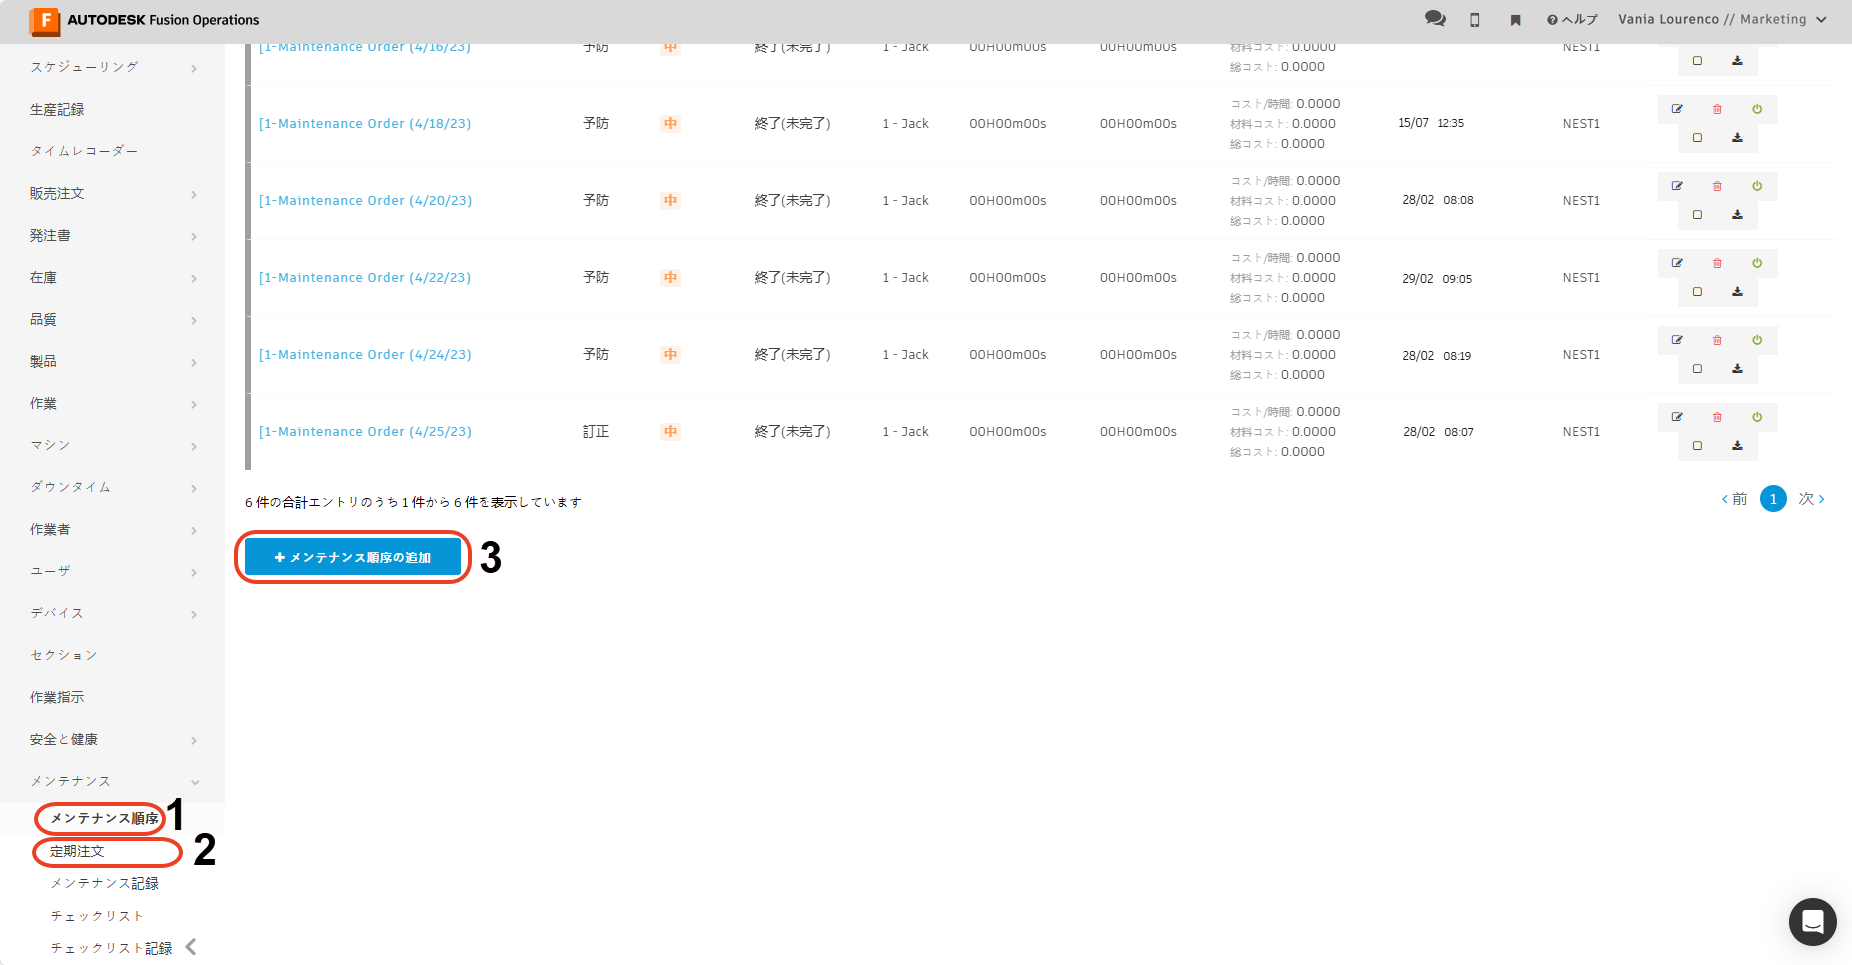 F AUTODESK Fusion Operations ヘルプ Vania Lourenco // Marketing
スケジューリング
生産記録
タイムレコーダー
販売注文
発注書
在庫
品質
製品
作業
マシン
ダウンタイム
作業者
ユーザ
デバイス
セクション
作業指示
安全と健康
メンテナンス
メンテナンス順序 1
定期注文 2
メンテナンス記録
チェックリスト
チェックリスト記録
[1-Maintenance Order (4/16/23) 予防 中 終了(未完了) 1 - Jack 00H00m00s 00H00m00s 材料コスト: 0.0000 NEST1
総コスト: 0.0000
コスト/時間: 0.0000
[1-Maintenance Order (4/18/23) 予防 中 終了(未完了) 1 - Jack 00H00m00s 00H00m00s 材料コスト: 0.0000 15/07 12:35 NEST1
総コスト: 0.0000
コスト/時間: 0.0000
[1-Maintenance Order (4/20/23) 予防 中 終了(未完了) 1 - Jack 00H00m00s 00H00m00s 材料コスト: 0.0000 28/02 08:08 NEST1
総コスト: 0.0000
コスト/時間: 0.0000
[1-Maintenance Order (4/22/23) 予防 中 終了(未完了) 1 - Jack 00H00m00s 00H00m00s 材料コスト: 0.0000 29/02 09:05 NEST1
総コスト: 0.0000
コスト/時間: 0.0000
[1-Maintenance Order (4/24/23) 予防 中 終了(未完了) 1 - Jack 00H00m00s 00H00m00s 材料コスト: 0.0000 28/02 08:19 NEST1
総コスト: 0.0000
コスト/時間: 0.0000
[1-Maintenance Order (4/25/23) 訂正 中 終了(未完了) 1 - Jack 00H00m00s 00H00m00s 材料コスト: 0.0000 28/02 08:07 NEST1
総コスト: 0.0000
6 件の合計エントリのうち 1 件から 6 件を表示しています ‹ 前 1 次 ›
+ メンテナンス順序の追加 3